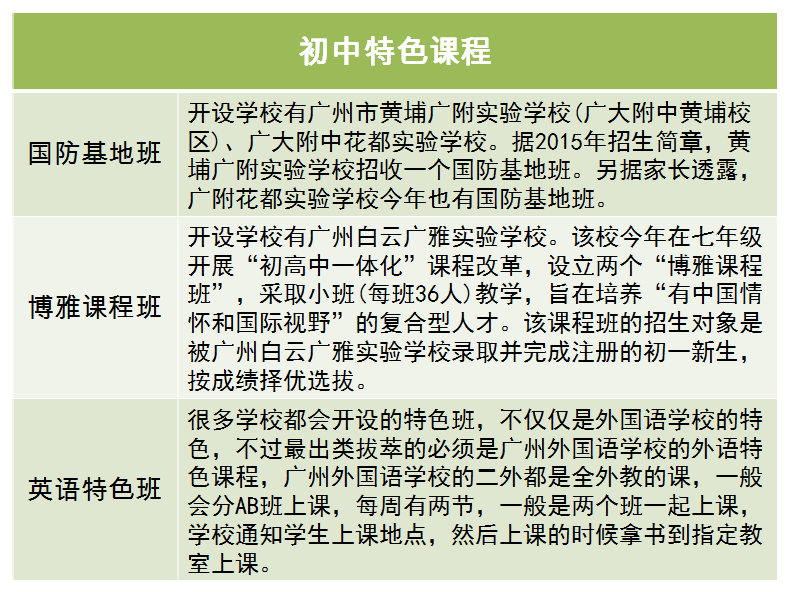 初中特色课程
国防基地班
开设学校有广州市黄埔广附实验学校(广大附中黄埔校
区)、广大附中花都实验学校。据2015年招生简章，黄
埔广附实验学校招收一个国防基地班。另据家长透露，
广附花都实验学校今年也有国防基地班。
博雅课程班
开设学校有广州白云广雅实验学校。该校今年在七年级
开展“初高中一体化”课程改革，设立两个“博雅课程
班”，采取小班(每班36人)教学，旨在培养“有中国情
怀和国际视野”的复合型人才。该课程班的招生对象是
被广州白云广雅实验学校录取并完成注册的初一新生，
按成绩择优选拔。
英语特色班
很多学校都会开设的特色班，不仅仅是外国语学校的特
色，不过最出类拔萃的必须是广州外国语学校的外语特
色课程，广州外国语学校的二外都是全外教的课，一般
会分AB班上课，每周有两节，一般是两个班一起上课，
学校通知学生上课地点，然后上课的时候拿书到指定教
室上课。